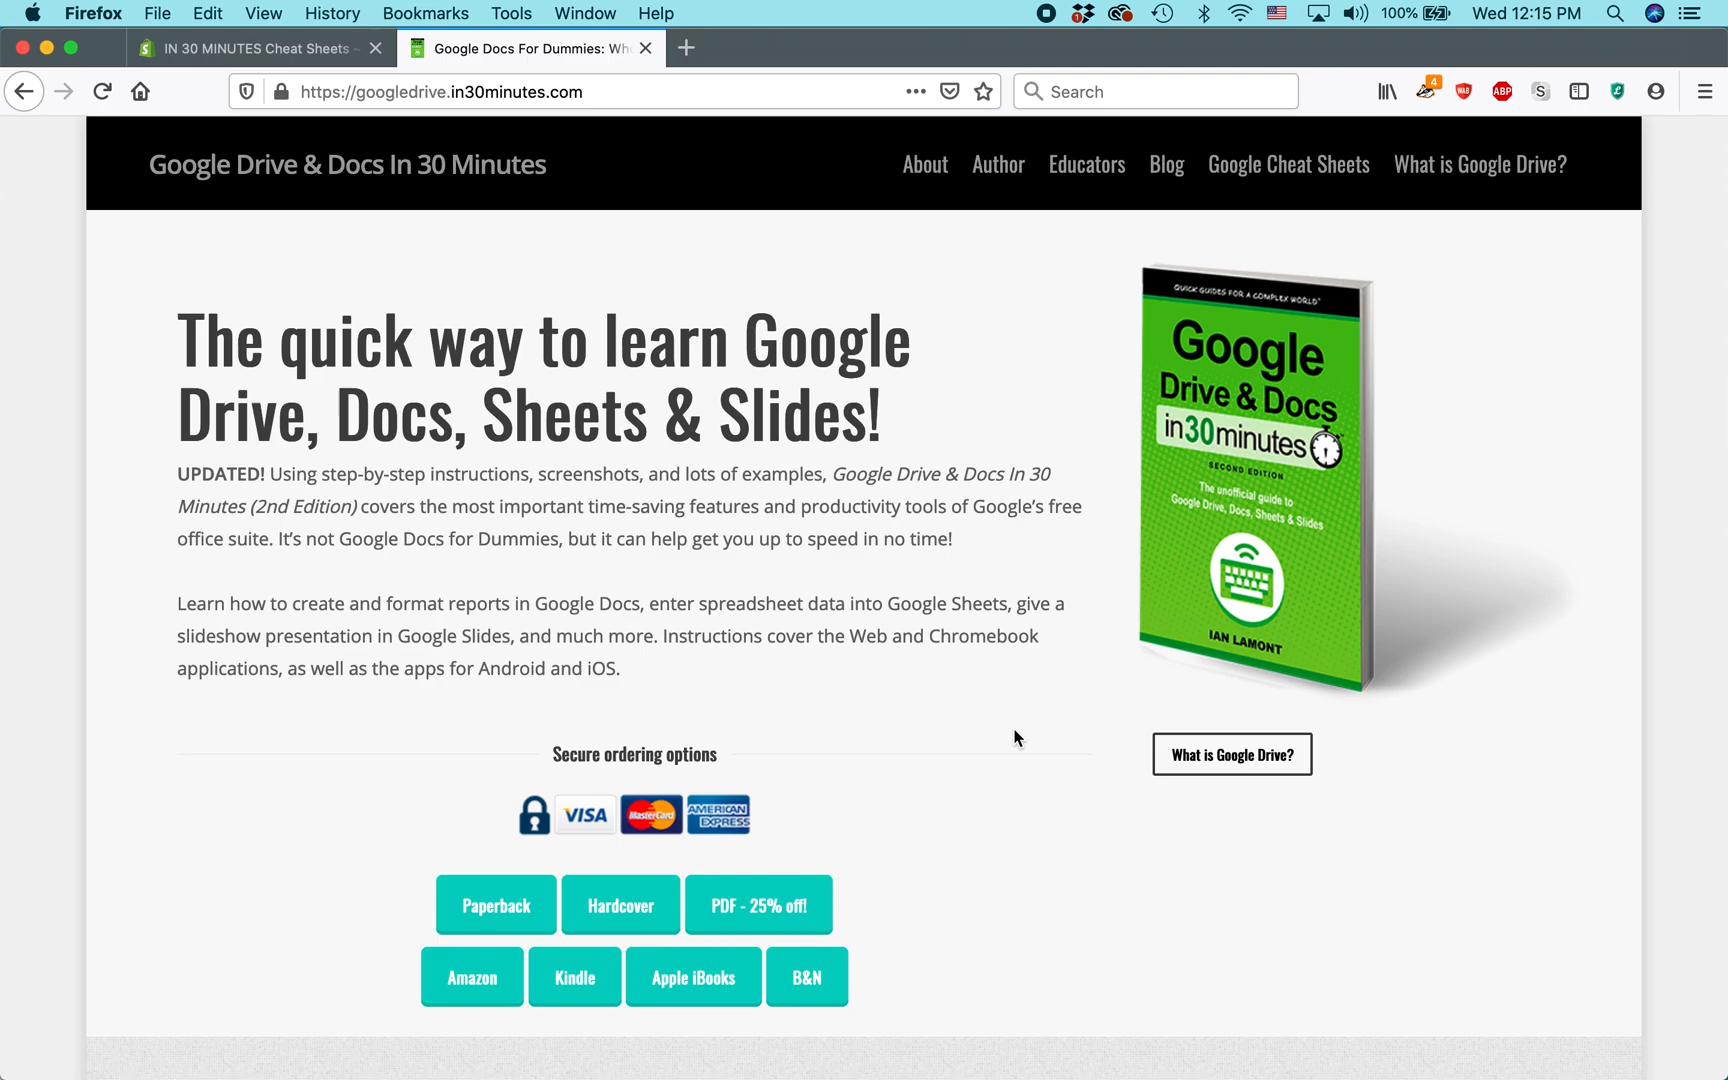 Firefox File Edit View History Bookmarks Tools Window Help 1 100% Wed 12:15 PM
IN 30 MINUTES Cheat Sheets Google Docs For Dummies: Wh
https://googledrive.in30minutes.com Search 4 WAB ABP S
Google Drive & Docs In 30 Minutes About Author Educators Blog Google Cheat Sheets What is Google Drive?
The quick way to learn Google
Drive, Docs, Sheets & Slides!
UPDATED! Using step-by-step instructions, screenshots, and lots of examples, Google Drive & Docs In 30
Minutes (2nd Edition) covers the most important time-saving features and productivity tools of Google's free
office suite. It's not Google Docs for Dummies, but it can help get you up to speed in no time!
Learn how to create and format reports in Google Docs, enter spreadsheet data into Google Sheets, give a
slideshow presentation in Google Slides, and much more. Instructions cover the Web and Chromebook
applications, as well as the apps for Android and iOS.
QUICK GUIDES FOR A COMPLEX WORLD™
Google
Drive & Docs
in30minutes
SECOND EDITION
The unofficial guide to
Google Drive, Docs, Sheets & Slides
IAN LAMONT
What is Google Drive?
Secure ordering options
VISA MasterCard AMERICAN EXPRESS
Paperback Hardcover PDF - 25% off!
Amazon Kindle Apple iBooks B&N